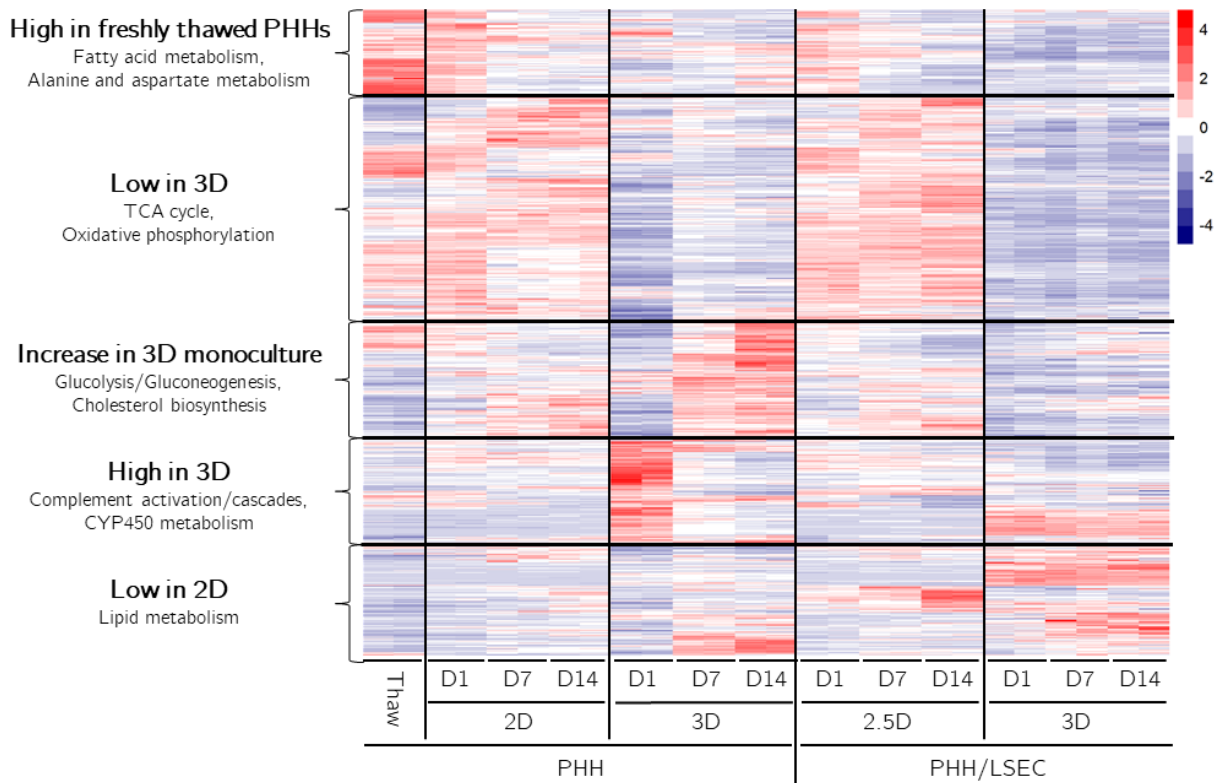 High in freshly thawed PHHs
Fatty acid metabolism,
Alanine and aspartate metabolism
Low in 3D
TCA cycle,
Oxidative phosphorylation
Increase in 3D monoculture
Glucolysis/Gluconeogenesis,
Cholesterol biosynthesis
High in 3D
Complement activation/cascades,
CYP450 metabolism
Low in 2D
Lipid metabolism
4
2
0
-2
-4
Thaw D1 D7 D14 D1 D7 D14 D1 D7 D14 D1 D7 D14
2D 3D 2.5D 3D
PHH PHH/LSEC